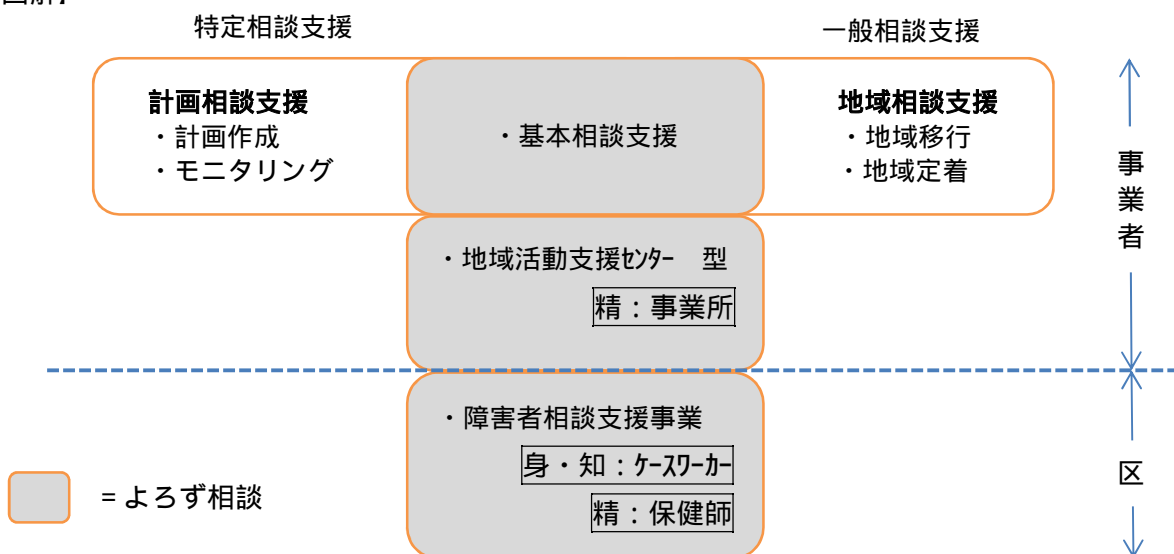 特定相談支援
一般相談支援
計画相談支援
・計画作成
・モニタリング
・基本相談支援
地域相談支援
・地域移行
・地域定着
事業者
・地域活動支援ｾﾝﾀｰ　型
精：事業所
・障害者相談支援事業
身・知：ｹｰｽﾜｰｶｰ
精：保健師
区
=よろず相談